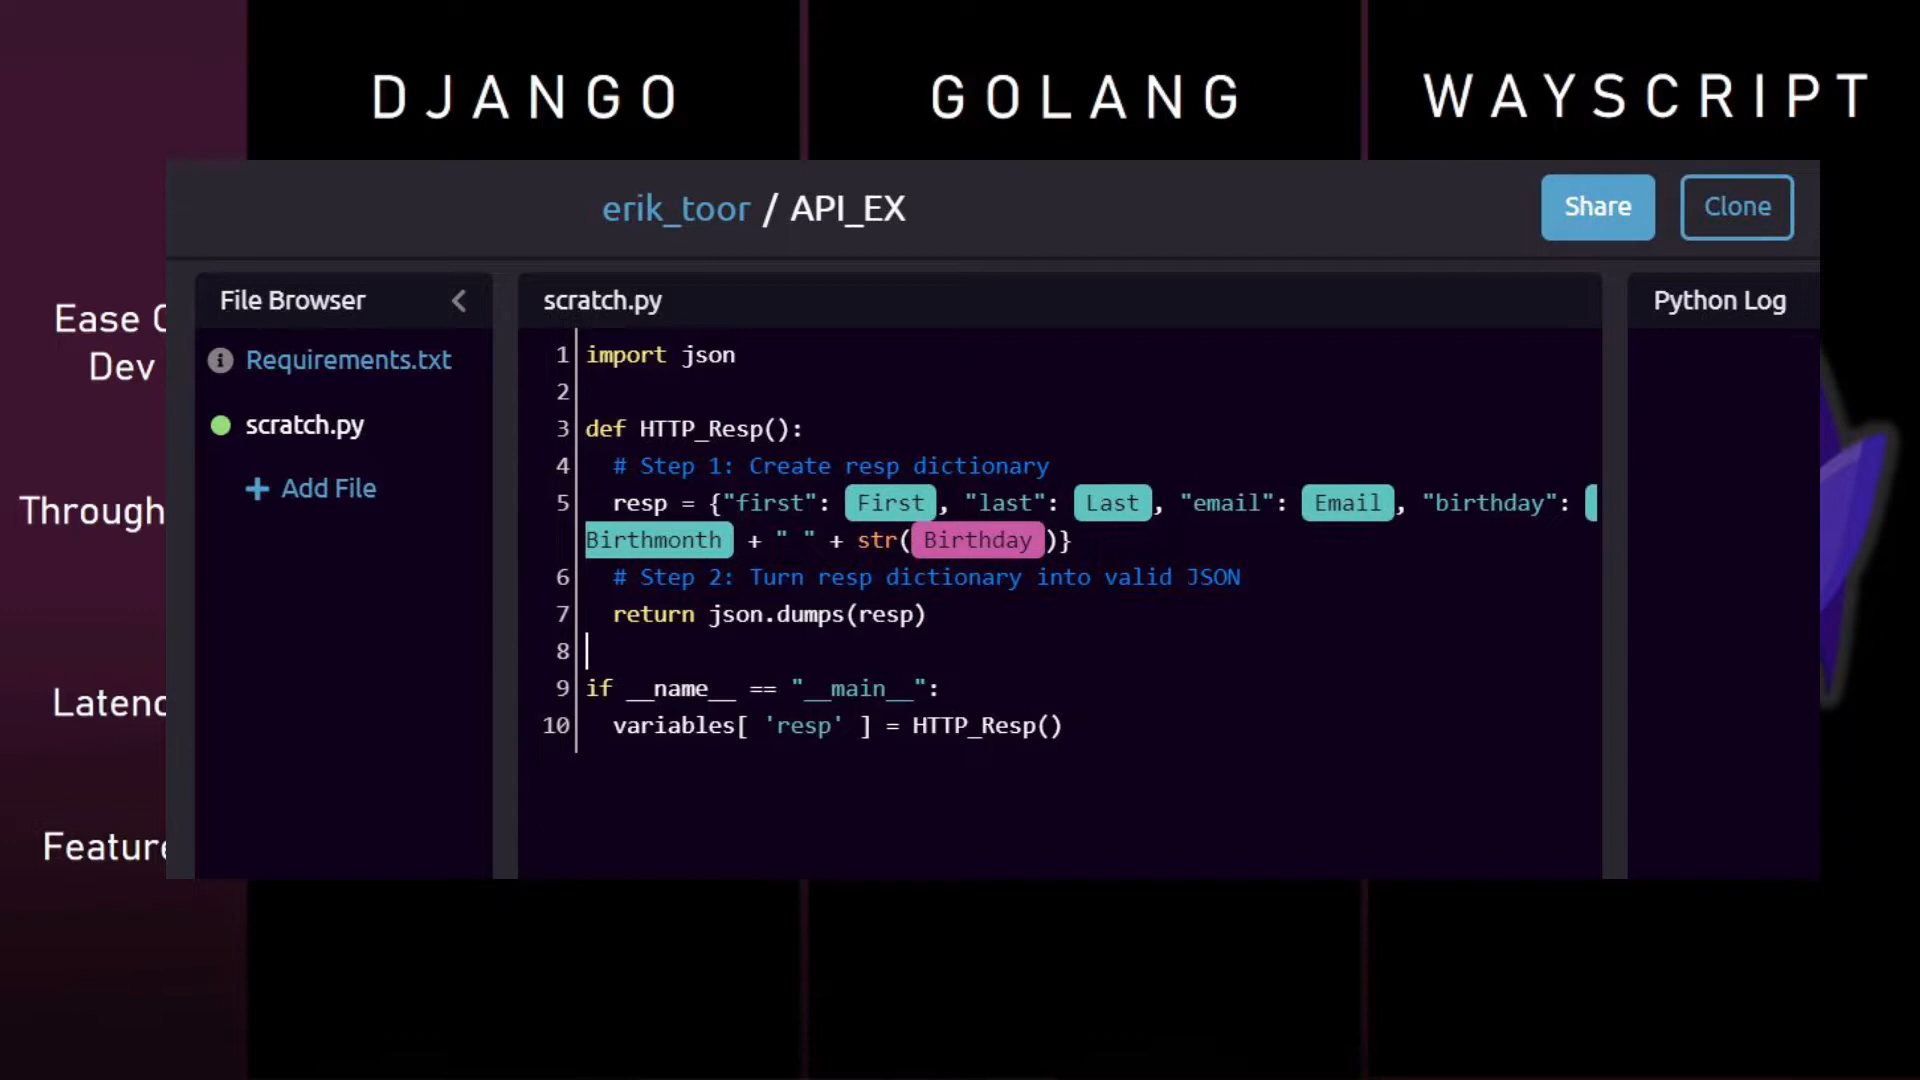 DJANGO
GOLANG
WAYSCRIPT
erik_toor / API_EX
Share
Clone
File Browser
scratch.py
Python Log
Requirements.txt
scratch.py
Add File
1 import json
2
3 def HTTP_Resp():
4 # Step 1: Create resp dictionary
5 resp = {"first": First, "last": Last, "email": Email, "birthday":
Birthmonth + " " + str( Birthday )}
6 # Step 2: Turn resp dictionary into valid JSON
7 return json.dumps(resp)
8
9 if __name__ == "__main__":
10 variables[ 'resp' ] = HTTP_Resp()
Ease
Dev
Through
Latenc
Feature